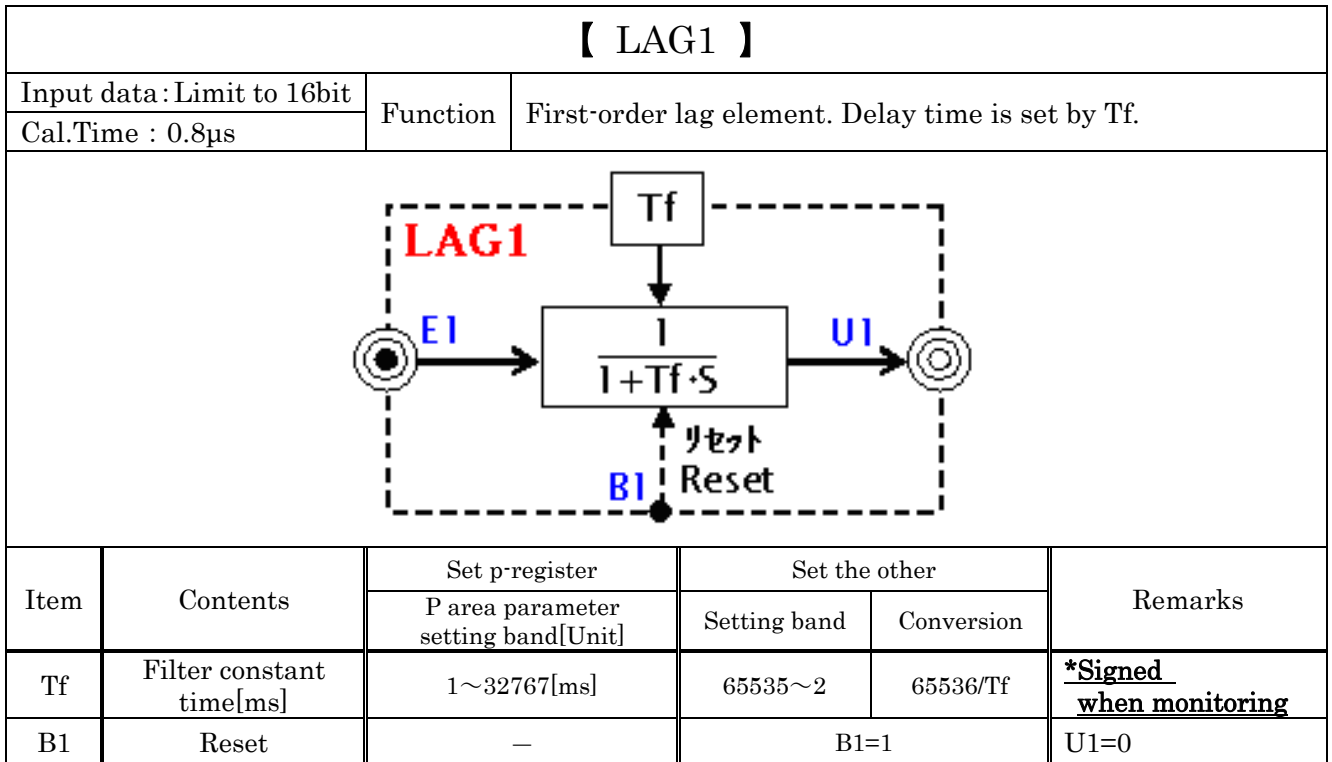 【 LAG1 】
Input data：Limit to 16bit
Cal.Time：0.8µs
Function
First-order lag element. Delay time is set by Tf.
Tf
LAG1
E1
1
1+Tf･S
U1
リセット
Reset
B1
Item
Contents
Set p-register
P area parameter
setting band[Unit]
Set the other
Setting band
Conversion
Remarks
Tf
Filter constant
time[ms]
1～32767[ms]
65535～2
65536/Tf
*Signed
when monitoring
B1
Reset
－
B1=1
U1=0